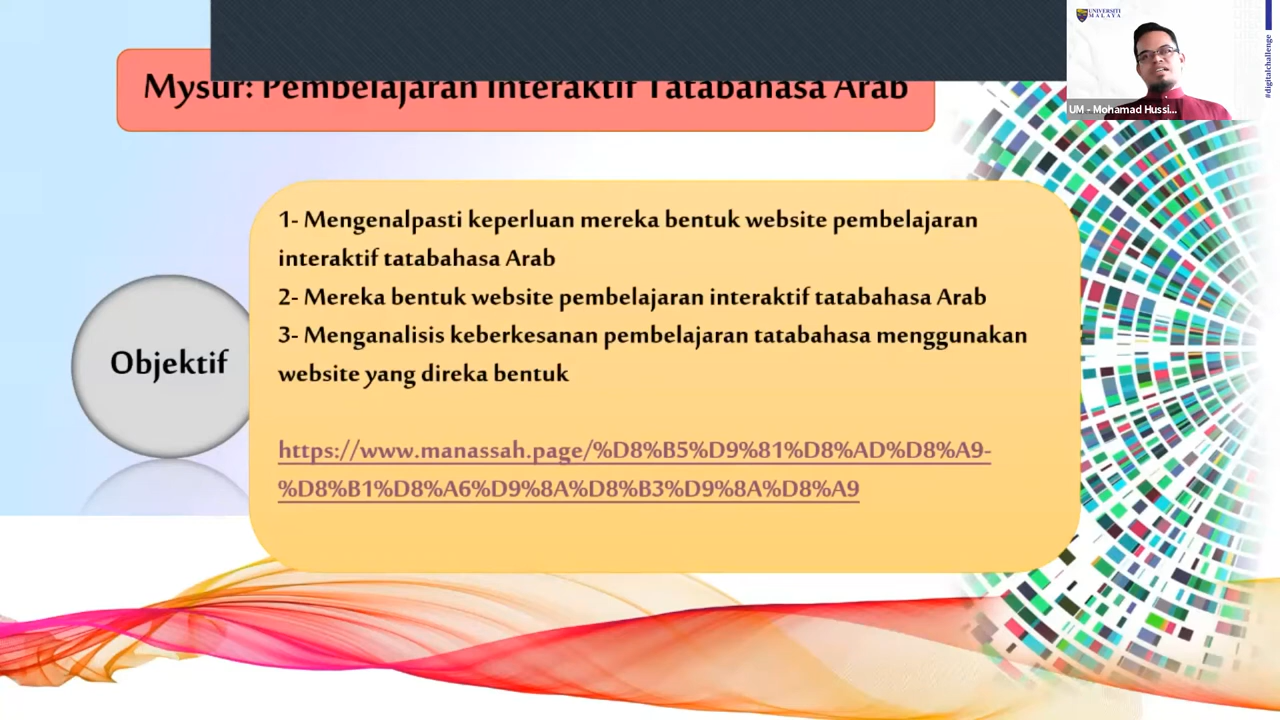 Mysur: Pembelajaran Interaktif Tatabahasa Arab
UNIVERSITI
MALAYA
#digitalchallenge
UM - Mohamad Hussi...
1- Mengenalpasti keperluan mereka bentuk website pembelajaran
interaktif tatabahasa Arab
2- Mereka bentuk website pembelajaran interaktif tatabahasa Arab
3- Menganalisis keberkesanan pembelajaran tatabahasa menggunakan
website yang direka bentuk
Objektif
https://www.manassah.page/%D8%B5%D9%81%D8%AD%D8%A9-
%D8%B1%D8%A6%D9%8A%D8%B3%D9%8A%D8%A9